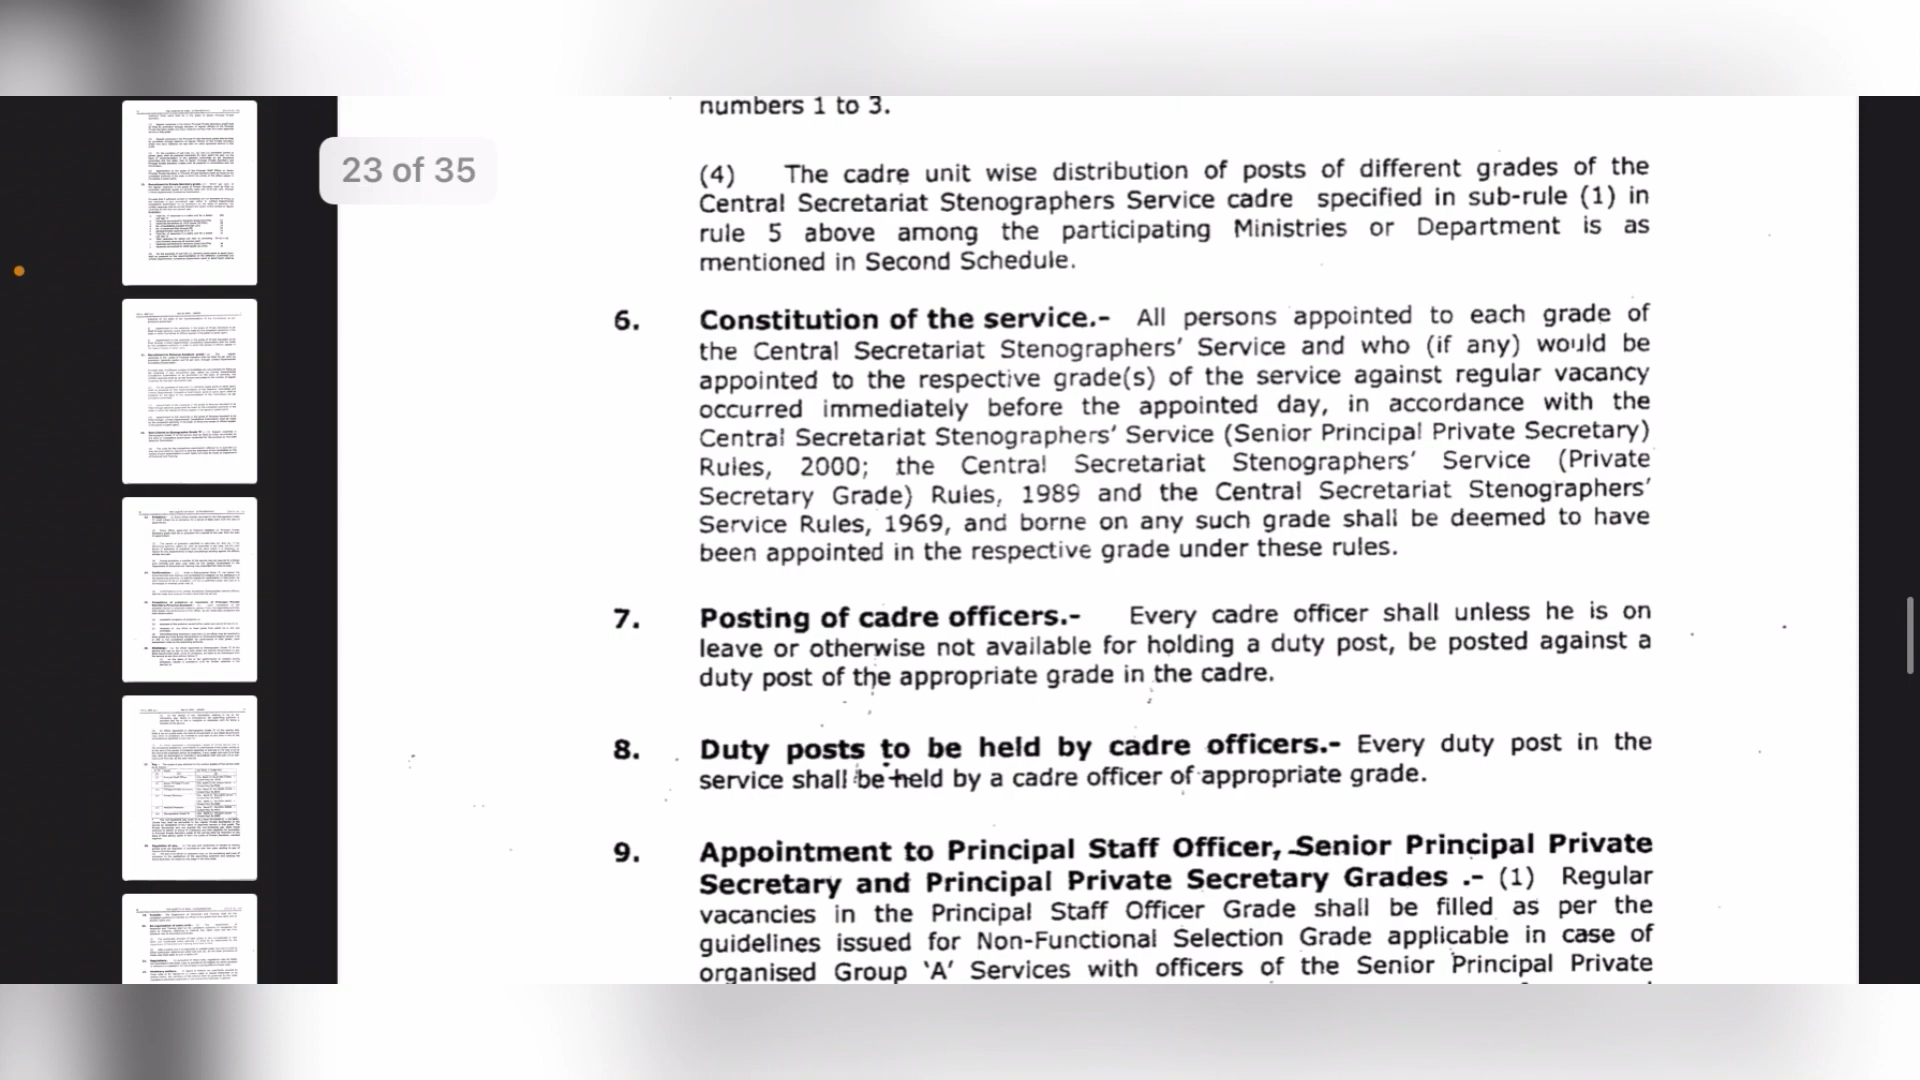 numbers 1 to 3.
23 of 35
(4) The cadre unit wise distribution of posts of different grades of the
Central Secretariat Stenographers Service cadre specified in sub-rule (1) in
rule 5 above among the participating Ministries or Department is as
mentioned in Second Schedule.
6. Constitution of the service.- All persons appointed to each grade of
the Central Secretariat Stenographers' Service and who (if any) would be
appointed to the respective grade(s) of the service against regular vacancy
occurred immediately before the appointed day, in accordance with the
Central Secretariat Stenographers' Service (Senior Principal Private Secretary)
Rules, 2000; the Central Secretariat Stenographers' Service (Private
Secretary Grade) Rules, 1989 and the Central Secretariat Stenographers'
Service Rules, 1969, and borne on any such grade shall be deemed to have
been appointed in the respective grade under these rules.
7. Posting of cadre officers.- Every cadre officer shall unless he is on
leave or otherwise not available for holding a duty post, be posted against a
duty post of the appropriate grade in the cadre.
8. Duty posts to be held by cadre officers.- Every duty post in the
service shall be held by a cadre officer of appropriate grade.
9. Appointment to Principal Staff Officer, Senior Principal Private
Secretary and Principal Private Secretary Grades .- (1) Regular
vacancies in the Principal Staff Officer Grade shall be filled as per the
guidelines issued for Non-Functional Selection Grade applicable in case of
organised Group 'A' Services with officers of the Senior Principal Private